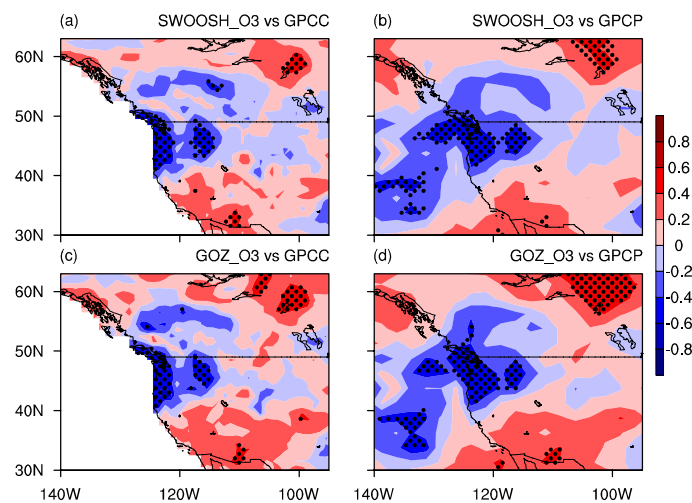 (a) SWOOSH_O3 vs GPCC
(b) SWOOSH_O3 vs GPCP
60N
50N
40N
30N
(c) GOZ_O3 vs GPCC
(d) GOZ_O3 vs GPCP
60N
50N
40N
30N
140W 120W 100W
140W 120W 100W
0.8
0.6
0.4
0.2
0
-0.2
-0.4
-0.6
-0.8